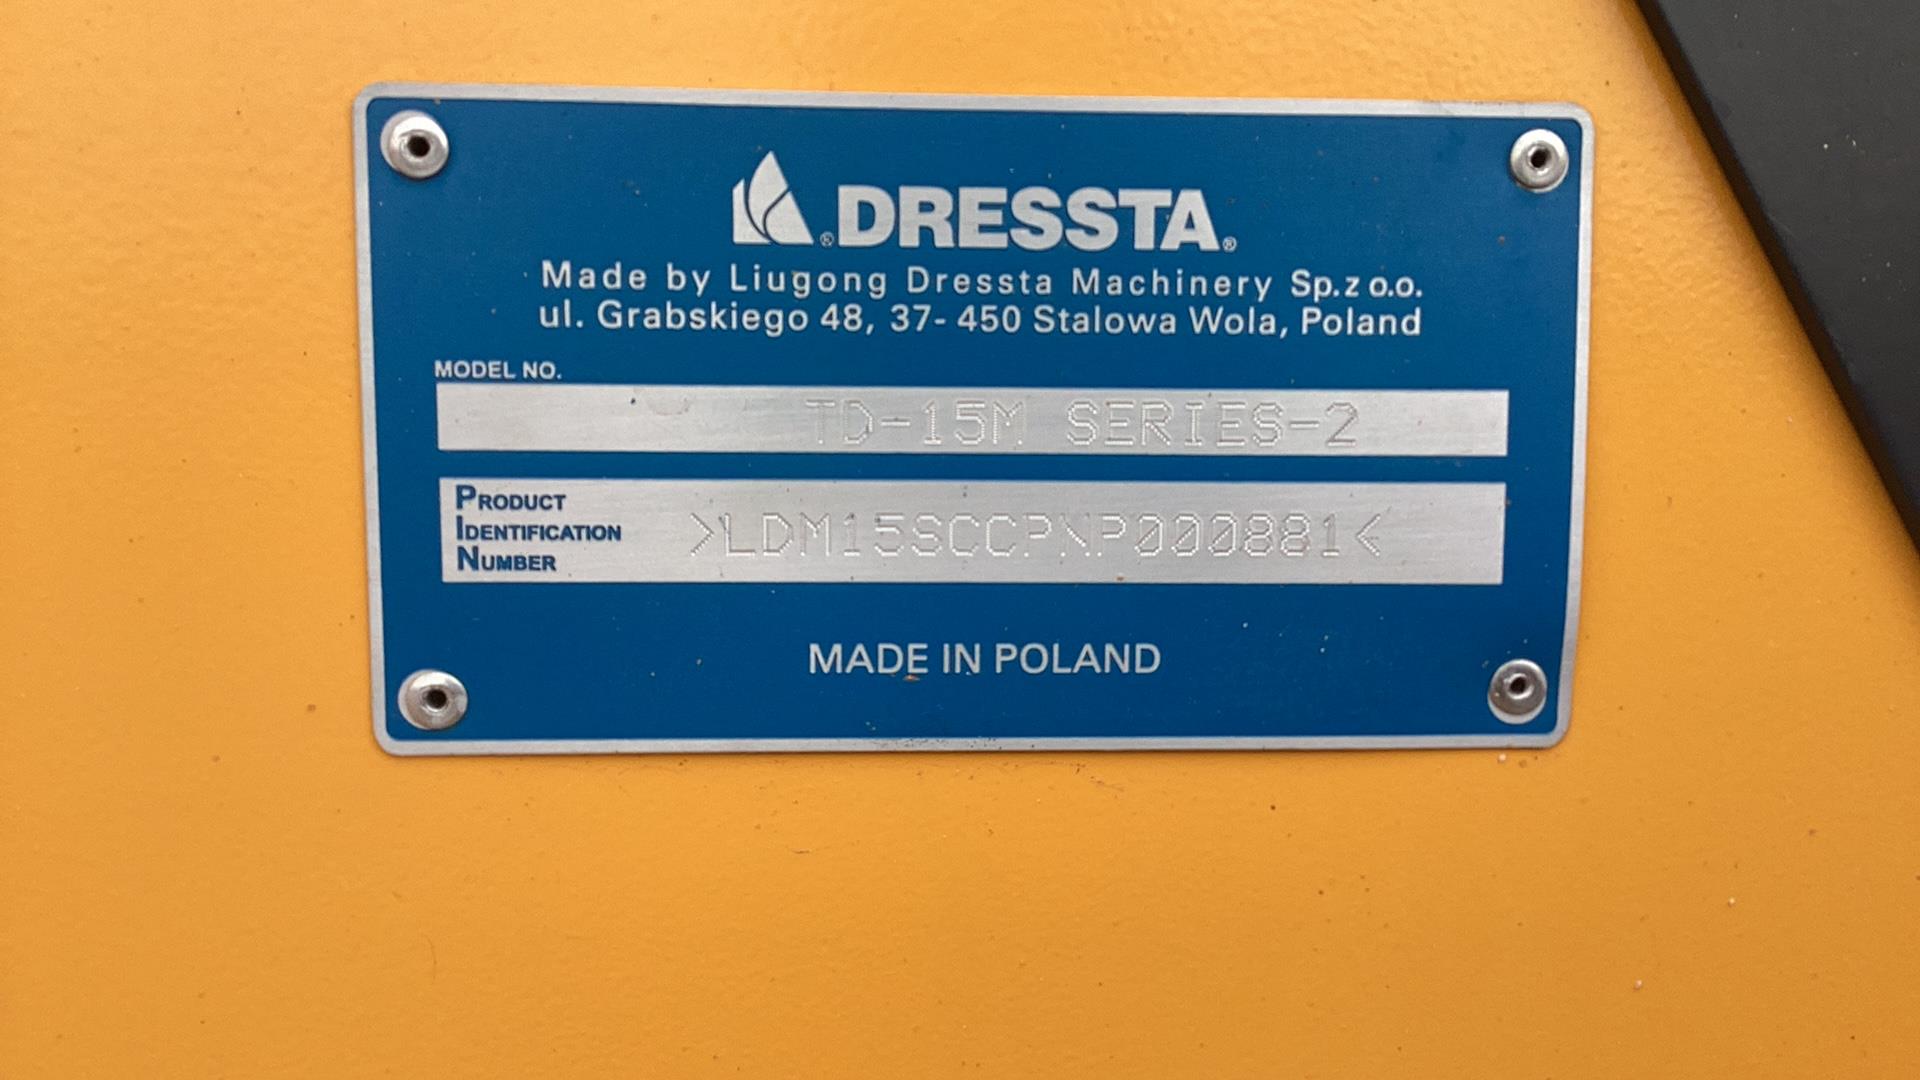 ® DRESSTA®
Made by Liugong Dressta Machinery Sp.z o.o.
ul. Grabskiego 48, 37- 450 Stalowa Wola, Poland
MODEL NO.
TD-15M SERIES-2
PRODUCT
IDENTIFICATION
NUMBER
>LDM15SCCPNP000881<
MADE IN POLAND